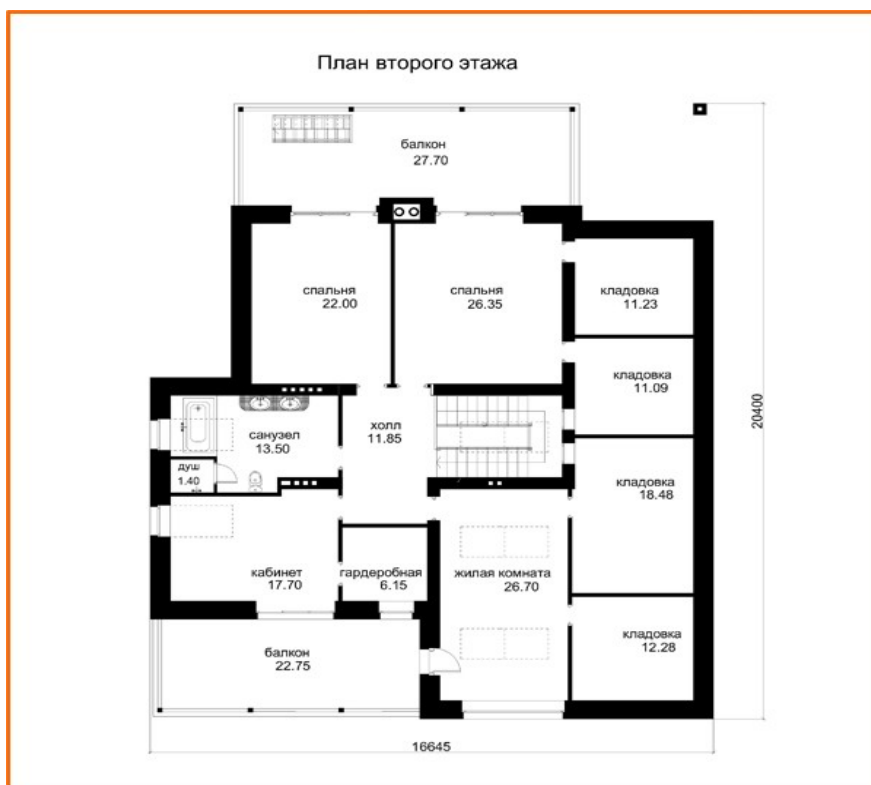 План второго этажа
балкон
27.70
спальня
22.00
спальня
26.35
кладовка
11.23
кладовка
11.09
холл
11.85
санузел
13.50
душ
1.40
кладовка
18.48
кабинет
17.70
гардеробная
6.15
жилая комната
26.70
кладовка
12.28
балкон
22.75
20400
16645